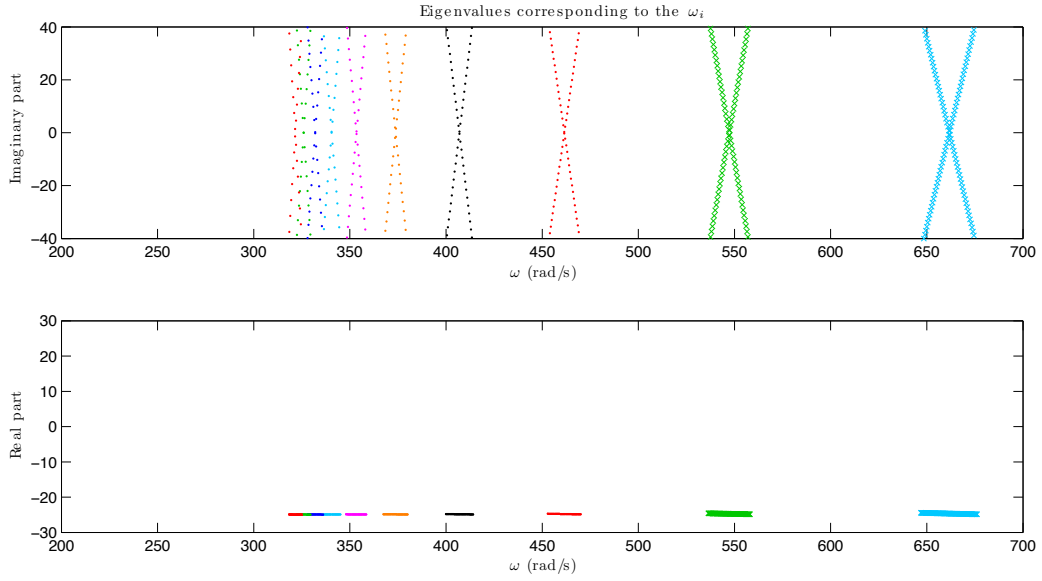 Eigenvalues corresponding to the ω_i
40
20
0
−20
−40
Imaginary part
200 250 300 350 400 450 500 550 600 650 700
ω (rad/s)
30
20
10
0
−10
−20
−30
Real part
200 250 300 350 400 450 500 550 600 650 700
ω (rad/s)